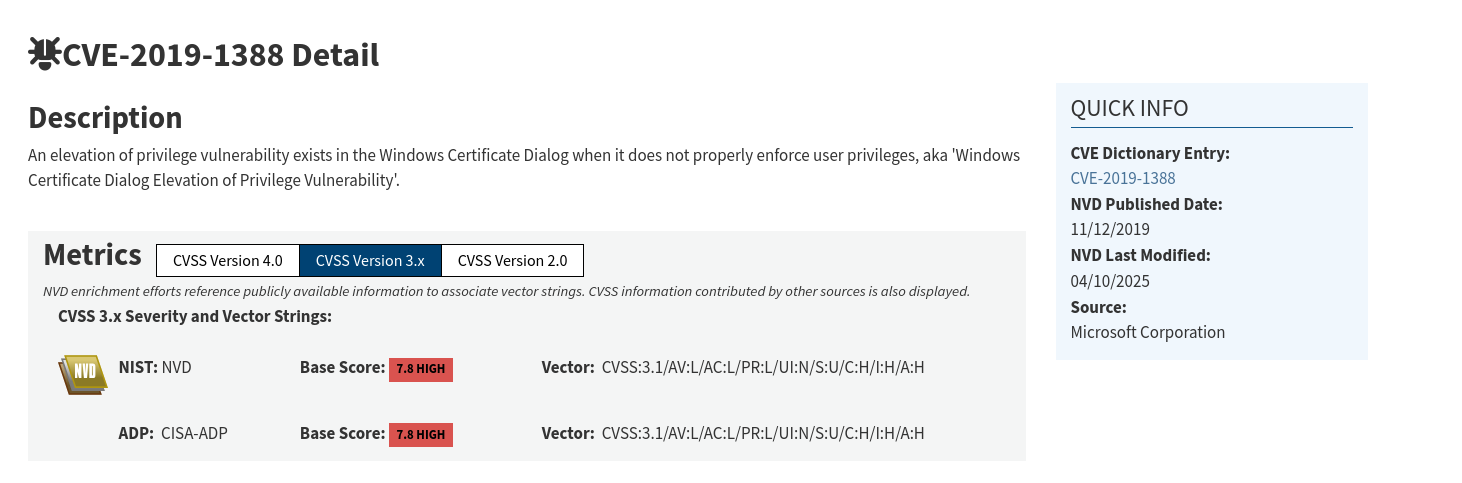 CVE-2019-1388 Detail
Description
An elevation of privilege vulnerability exists in the Windows Certificate Dialog when it does not properly enforce user privileges, aka 'Windows
Certificate Dialog Elevation of Privilege Vulnerability'.
Metrics
CVSS Version 4.0 CVSS Version 3.x CVSS Version 2.0
NVD enrichment efforts reference publicly available information to associate vector strings. CVSS information contributed by other sources is also displayed.
CVSS 3.x Severity and Vector Strings:
NVD NIST: NVD Base Score: 7.8 HIGH Vector: CVSS:3.1/AV:L/AC:L/PR:L/UI:N/S:U/C:H/I:H/A:H
ADP: CISA-ADP Base Score: 7.8 HIGH Vector: CVSS:3.1/AV:L/AC:L/PR:L/UI:N/S:U/C:H/I:H/A:H
QUICK INFO
CVE Dictionary Entry:
CVE-2019-1388
NVD Published Date:
11/12/2019
NVD Last Modified:
04/10/2025
Source:
Microsoft Corporation